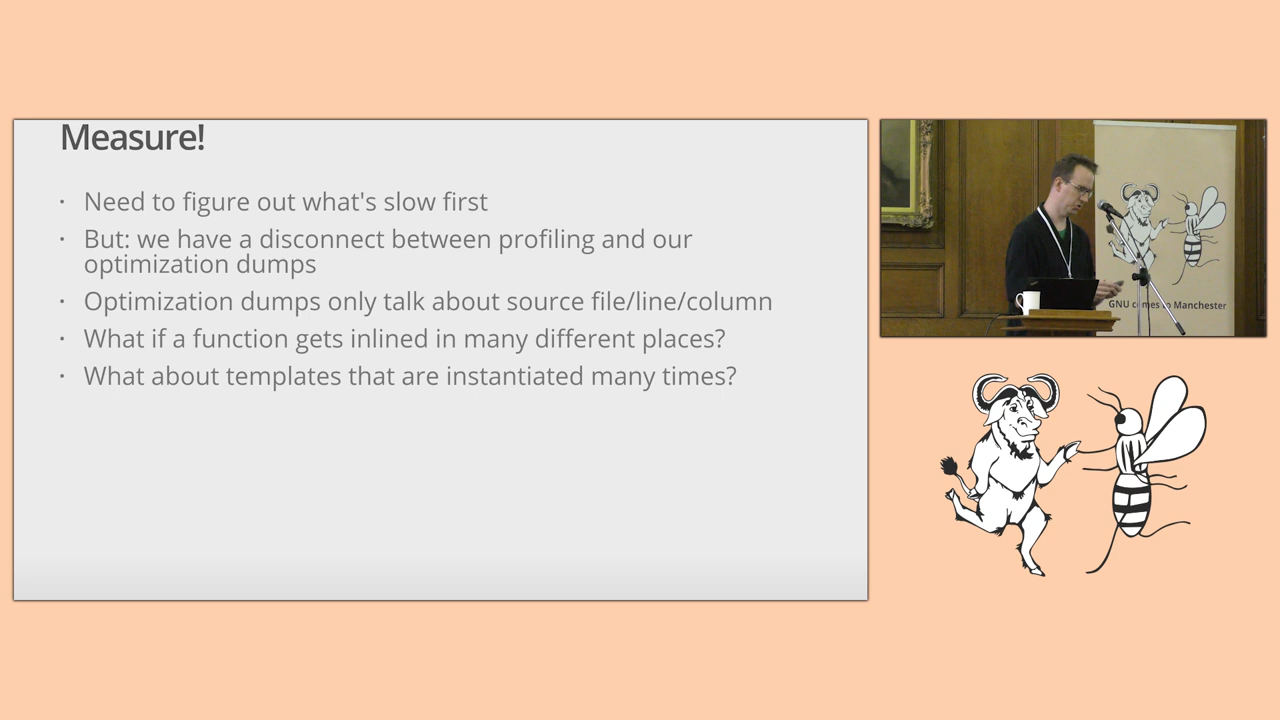 Measure!
· Need to figure out what's slow first
· But: we have a disconnect between profiling and our
optimization dumps
· Optimization dumps only talk about source file/line/column
· What if a function gets inlined in many different places?
· What about templates that are instantiated many times?
GNU comes to Manchester